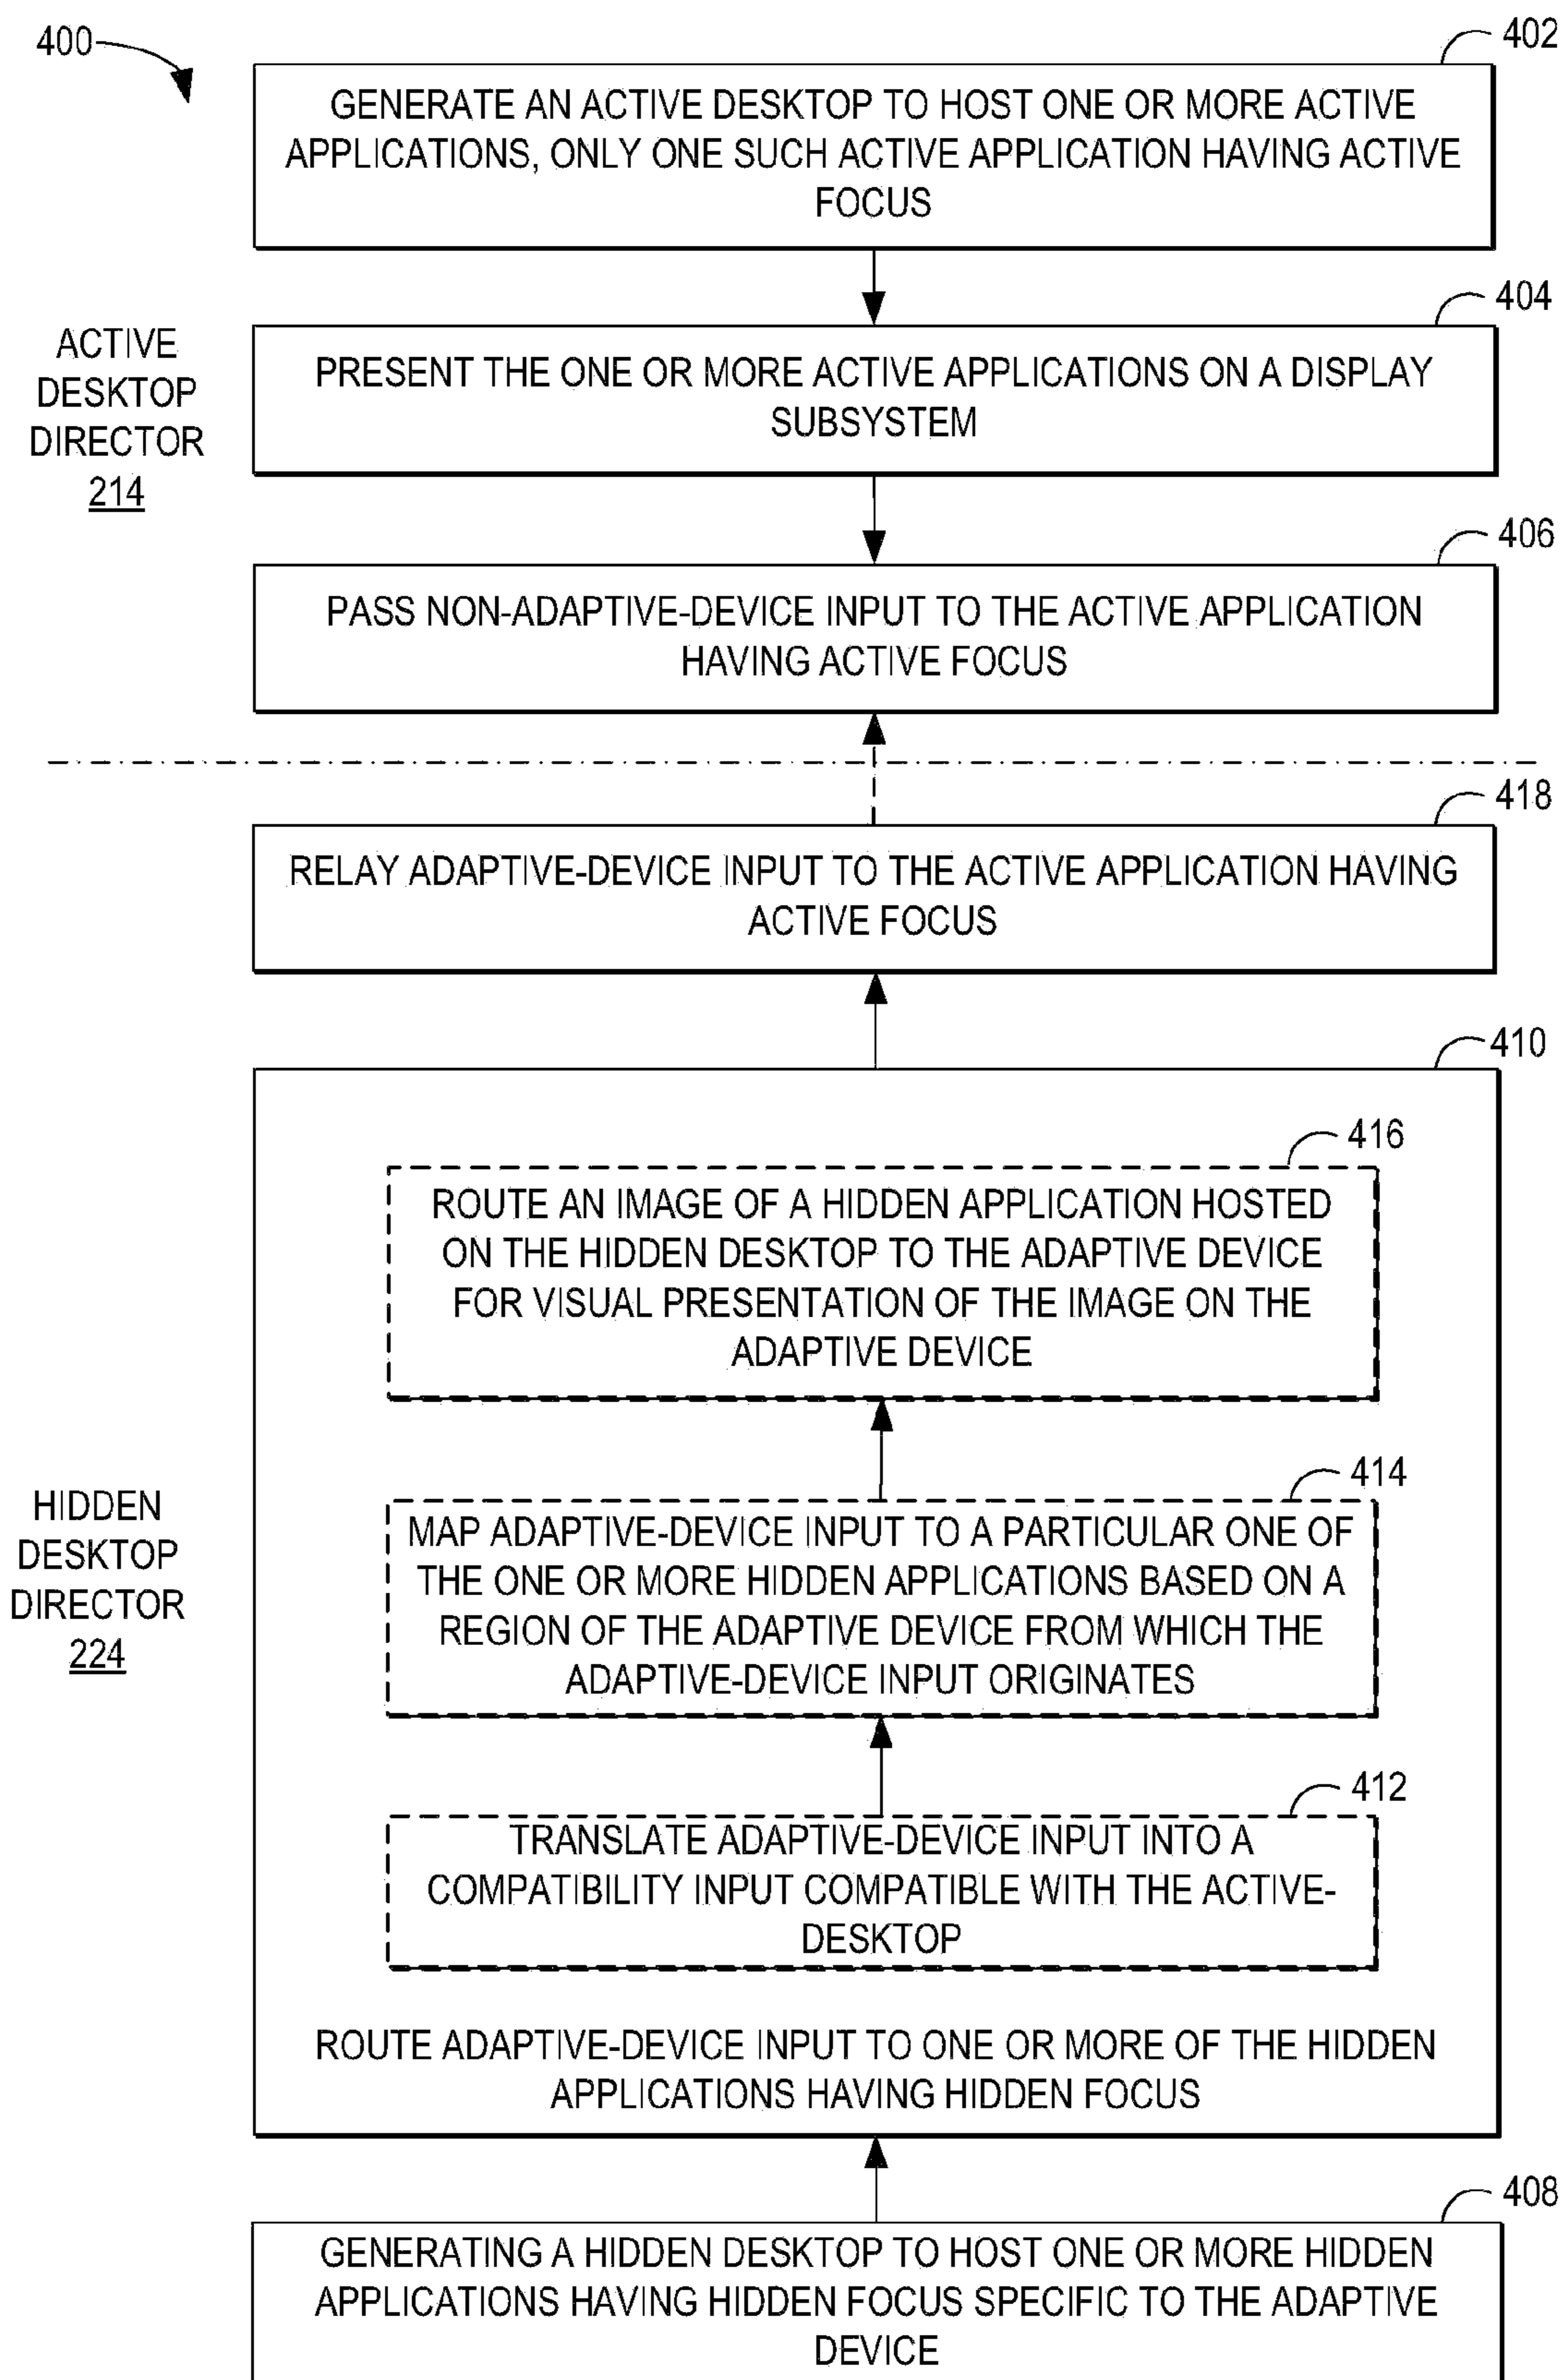 400
402
GENERATE AN ACTIVE DESKTOP TO HOST ONE OR MORE ACTIVE
APPLICATIONS, ONLY ONE SUCH ACTIVE APPLICATION HAVING ACTIVE
FOCUS
404
ACTIVE
DESKTOP
DIRECTOR
214
PRESENT THE ONE OR MORE ACTIVE APPLICATIONS ON A DISPLAY
SUBSYSTEM
406
PASS NON-ADAPTIVE-DEVICE INPUT TO THE ACTIVE APPLICATION
HAVING ACTIVE FOCUS
418
RELAY ADAPTIVE-DEVICE INPUT TO THE ACTIVE APPLICATION HAVING
ACTIVE FOCUS
410
416
ROUTE AN IMAGE OF A HIDDEN APPLICATION HOSTED
ON THE HIDDEN DESKTOP TO THE ADAPTIVE DEVICE
FOR VISUAL PRESENTATION OF THE IMAGE ON THE
ADAPTIVE DEVICE
HIDDEN
DESKTOP
DIRECTOR
224
414
MAP ADAPTIVE-DEVICE INPUT TO A PARTICULAR ONE OF
THE ONE OR MORE HIDDEN APPLICATIONS BASED ON A
REGION OF THE ADAPTIVE DEVICE FROM WHICH THE
ADAPTIVE-DEVICE INPUT ORIGINATES
412
TRANSLATE ADAPTIVE-DEVICE INPUT INTO A
COMPATIBILITY INPUT COMPATIBLE WITH THE ACTIVE-
DESKTOP
ROUTE ADAPTIVE-DEVICE INPUT TO ONE OR MORE OF THE HIDDEN
APPLICATIONS HAVING HIDDEN FOCUS
408
GENERATING A HIDDEN DESKTOP TO HOST ONE OR MORE HIDDEN
APPLICATIONS HAVING HIDDEN FOCUS SPECIFIC TO THE ADAPTIVE
DEVICE